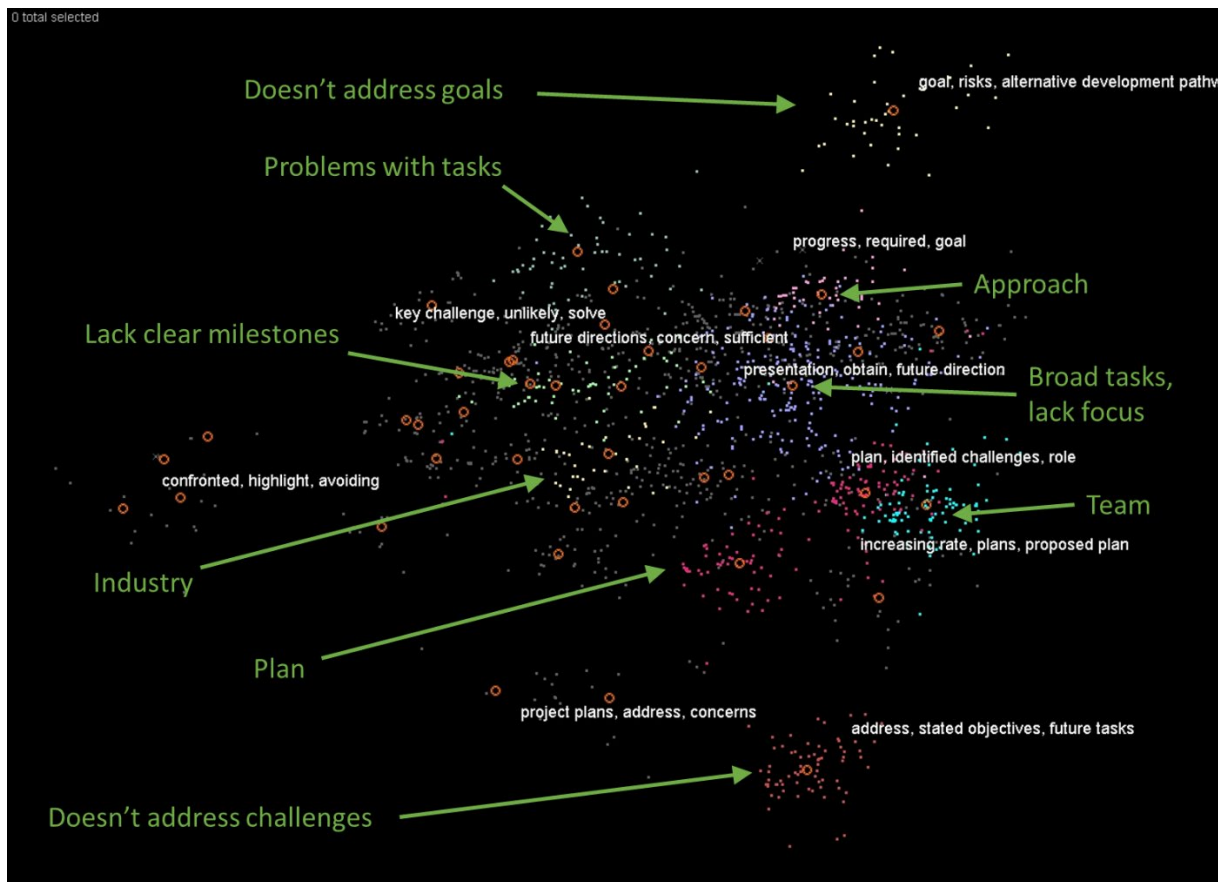 0 total selected
goal, risks, alternative development pathw
Doesn't address goals
Problems with tasks
progress, required, goal
Approach
key challenge, unlikely, solve
Lack clear milestones
future directions, concern, sufficient
presentation, obtain, future direction
Broad tasks,
lack focus
plan, identified challenges, role
confronted, highlight, avoiding
Team
increasing rate, plans, proposed plan
Industry
Plan
project plans, address, concerns
address, stated objectives, future tasks
Doesn't address challenges